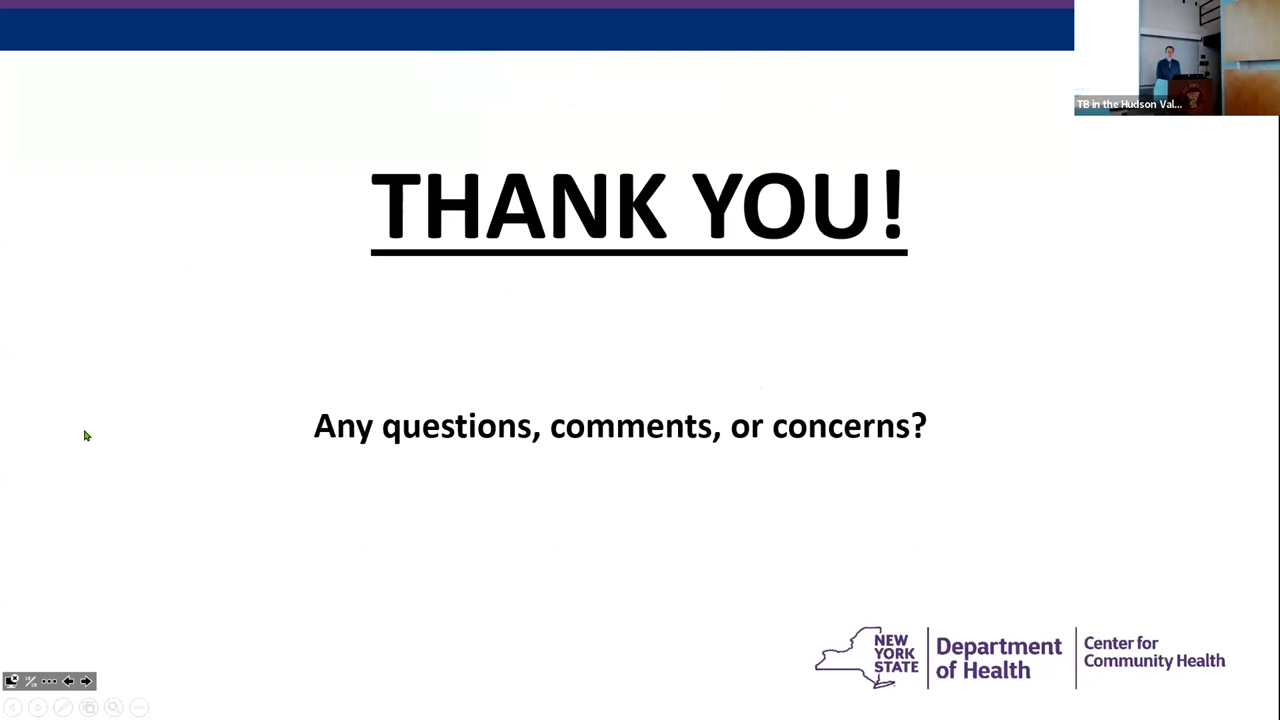 TB in the Hudson Val...
THANK YOU!
Any questions, comments, or concerns?
NEW
YORK
STATE
Department
of Health
Center for
Community Health